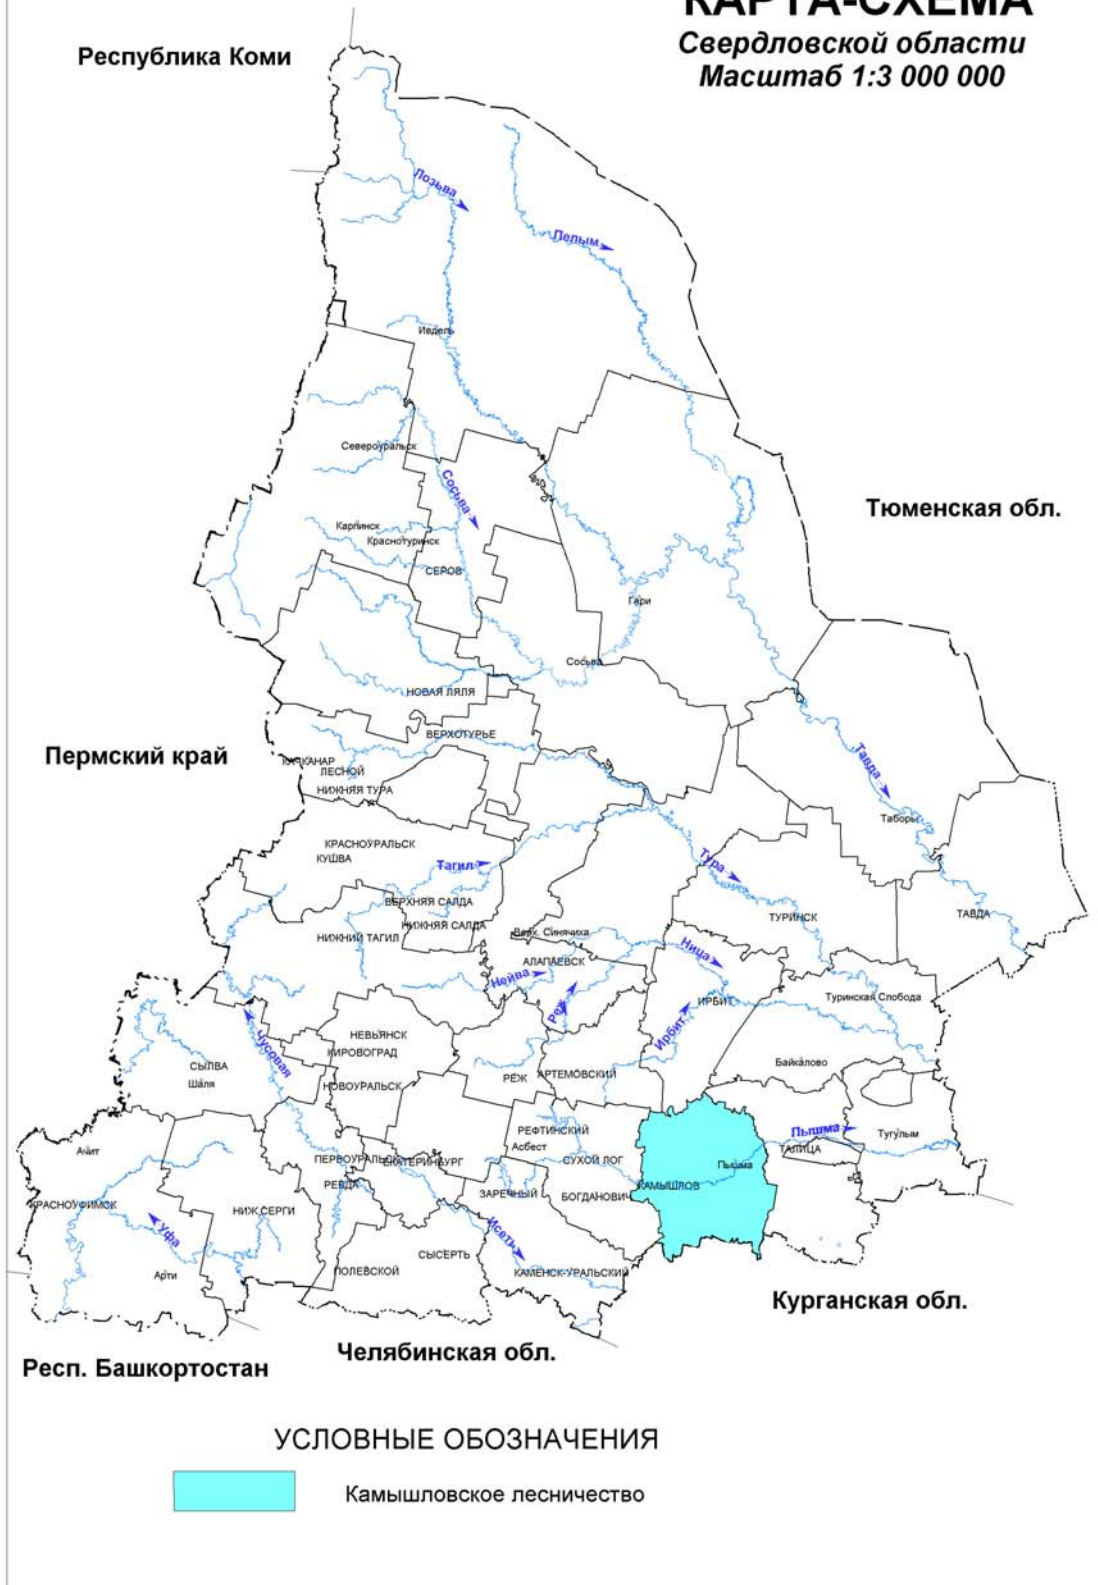 КАРТА-СХЕМА
Свердловской области
Масштаб 1:3 000 000
Республика Коми
Лозьва
Пелым
Ивдель
Североуральск
Сосьва
Тюменская обл.
Карпинск
Краснотуринск
СЕРОВ
Гари
Сосьва
НОВАЯ ЛЯЛЯ
ВЕРХОТУРЬЕ
Пермский край
КАЧКАНАР
ЛЕСНОЙ
НИЖНЯЯ ТУРА
Тавда
Таборы
КРАСНОУРАЛЬСК
КУШВА
Тагил
Тура
ВЕРХНЯЯ САЛДА
ТУРИНСК
ТАВДА
НИЖНЯЯ САЛДА
Верх. Синячиха
НИЖНИЙ ТАГИЛ
Ница
АЛАПАЕВСК
Нейва
Реж
ИРБИТ
Туринская Слобода
Ирбит
Чусовая
НЕВЬЯНСК
КИРОВОГРАД
Байкалово
СЫЛВА
Шаля
НОВОУРАЛЬСК
РЕЖ
АРТЕМОВСКИЙ
РЕФТИНСКИЙ
Асбест
Пышма
Тугулым
ТАЛИЦА
Ачит
ПЕРВОУРАЛЬСК
ЕКАТЕРИНБУРГ
СУХОЙ ЛОГ
Пышма
РЕВДА
ЗАРЕЧНЫЙ
БОГДАНОВИЧ
КАМЫШЛОВ
КРАСНОУФИМСК
НИЖ.СЕРГИ
Уфа
Исеть
СЫСЕРТЬ
Арти
ПОЛЕВСКОЙ
КАМЕНСК-УРАЛЬСКИЙ
Курганская обл.
Челябинская обл.
Респ. Башкортостан
УСЛОВНЫЕ ОБОЗНАЧЕНИЯ
Камышловское лесничество